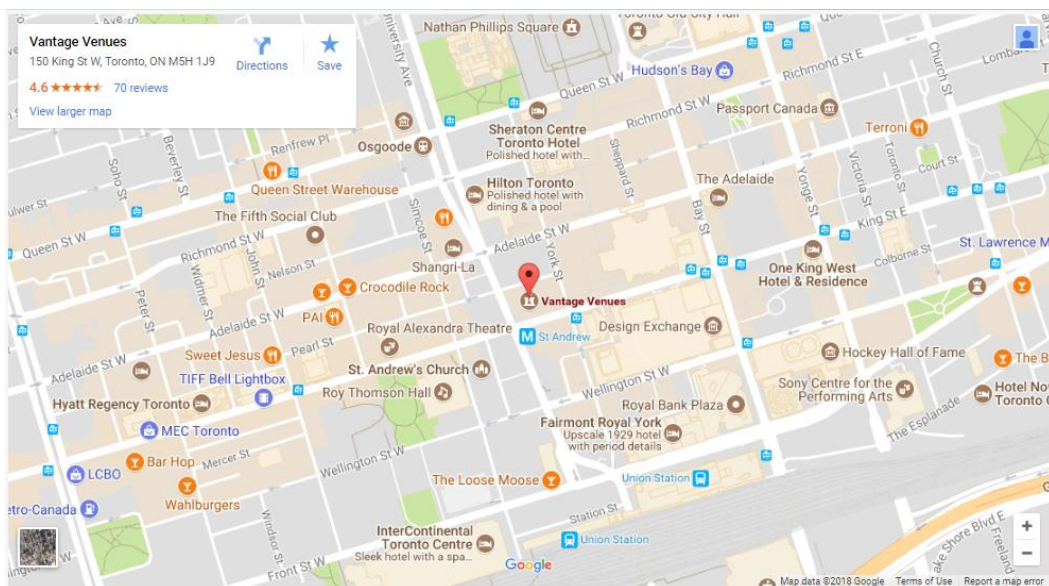 Vantage Venues
150 King St W, Toronto, ON M5H 1J9
4.6
70 reviews
View larger map
Directions
Save
Nathan Phillips Square
Toronto Old City Hall
University Ave
Hudson's Bay
Richmond St E
Church St
Queen St W
Richmond St W
Passport Canada
Terroni
Court St
Renfrew Pl
Osgoode
Sheraton Centre
Toronto Hotel
Polished hotel with...
Sheppard St
Victoria St
Toronto St
Soho St
Beverley St
Queen Street Warehouse
Hilton Toronto
Polished hotel with
dining & a pool
The Adelaide
Yonge St
King St E
The Fifth Social Club
Simcoe St
Bay St
Queen St W
Richmond St W
Adelaide St W
York St
Colborne St
St. Lawrence M
John St
Nelson St
Shangri-La
One King West
Hotel & Residence
Widmer St
Peter St
Crocodile Rock
Vantage Venues
PAI
Adelaide St W
Royal Alexandra Theatre
St Andrew
Design Exchange
Pearl St
Sweet Jesus
St. Andrew's Church
Hockey Hall of Fame
Adelaide St W
TIFF Bell Lightbox
Roy Thomson Hall
Wellington St W
Sony Centre for the
Performing Arts
Hyatt Regency Toronto
Royal Bank Plaza
Hotel No
Toronto C
MEC Toronto
Fairmont Royal York
Upscale 1929 hotel
with period details
The Esplanade
Bar Hop
Mercer St
LCBO
Wellington St W
The Loose Moose
Union Station
Wahlburgers
etro-Canada
Windsor St
Station St
InterContinental
Toronto Centre
Sleek hotel with a spa...
Union Station
Front St W
Google
ake Shore Blvd E
Freeland
Map data ©2018 Google
Terms of Use
Report a map error